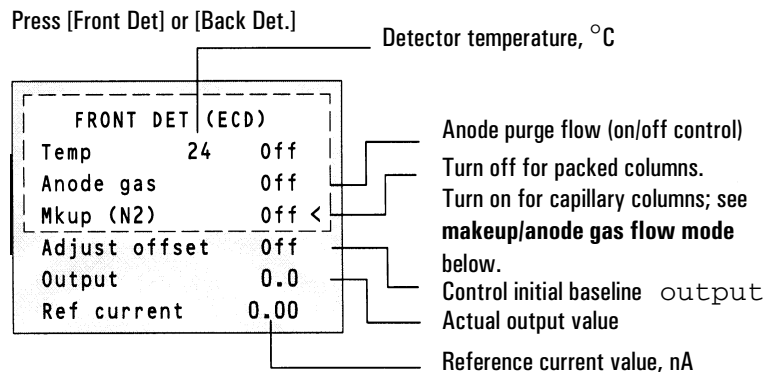 Press [Front Det] or [Back Det.]
Detector temperature, °C
FRONT DET (ECD)
Temp 24 Off
Anode gas Off
Mkup (N2) Off <
Adjust offset Off
Output 0.0
Ref current 0.00
Anode purge flow (on/off control)
Turn off for packed columns.
Turn on for capillary columns; see
makeup/anode gas flow mode
below.
Control initial baseline output
Actual output value
Reference current value, nA